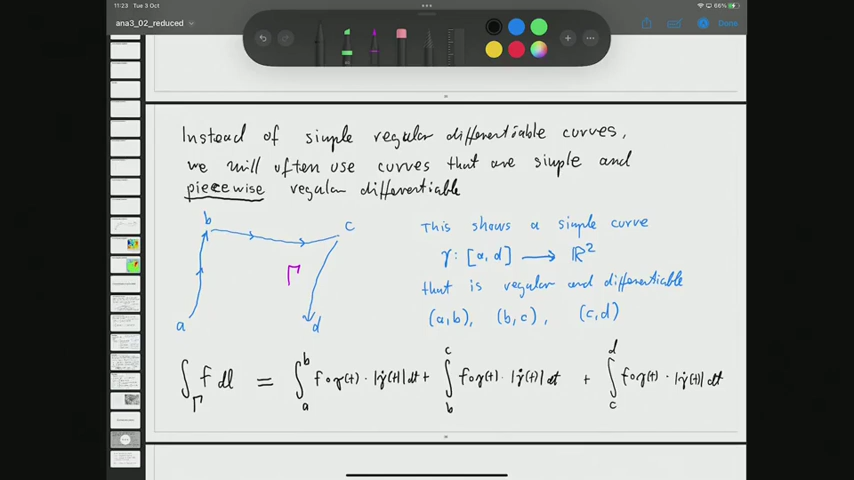 11:23 Tue 3 Oct
66%
ana3_02_reduced
Done
Instead of simple regular differentiable curves,
we will often use curves that are simple and
piecewise regular differentiable
b
c
Γ
a
d
This shows a simple curve
γ: [a,d] → ℝ²
that is regular and differentiable
(a,b), (b,c), (c,d)
∫_Γ f dl = ∫_a^b f∘γ(t) · |γ̇(t)| dt + ∫_b^c f∘γ(t) · |γ̇(t)| dt + ∫_c^d f∘γ(t) · |γ̇(t)| dt